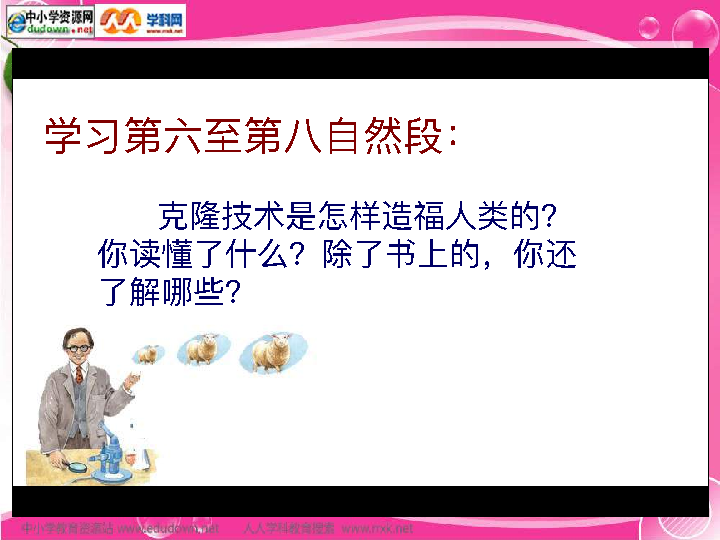 中小学资源网
dudown.net
学科网
www.nxk.net
学习第六至第八自然段：
克隆技术是怎样造福人类的？
你读懂了什么？除了书上的，你还
了解哪些？
中小学教育资源站 www.edudown.net 人人学科教育搜索 www.rrxk.net